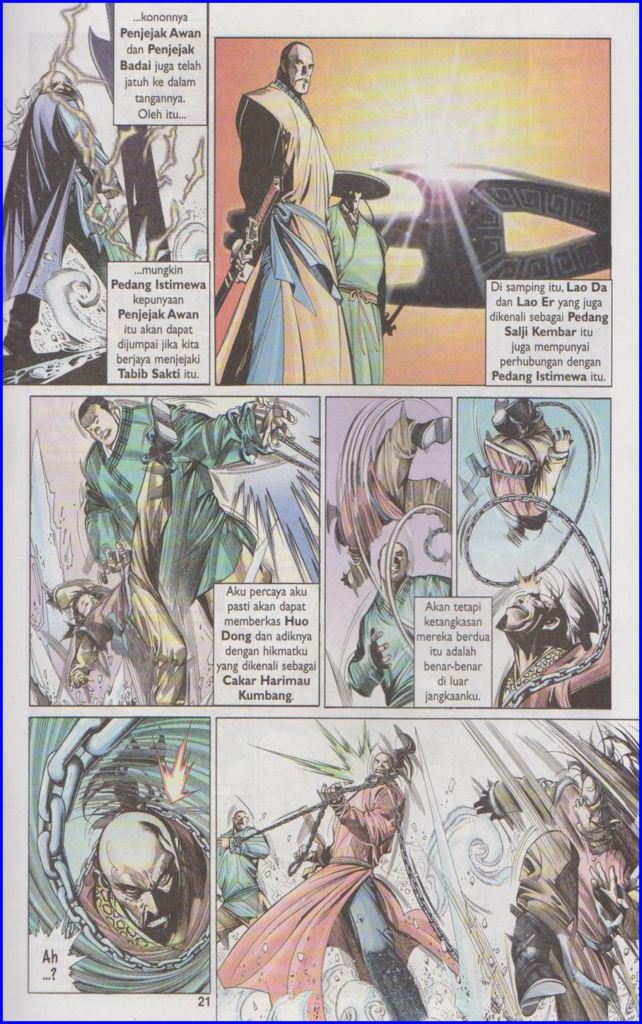 ...kononnya
Penjejak Awan
dan Penjejak
Badai juga telah
jatuh ke dalam
tangannya.
Oleh itu...
...mungkin
Pedang Istimewa
kepunyaan
Penjejak Awan
itu akan dapat
dijumpai jika kita
berjaya menjejaki
Tabib Sakti itu.
Di samping itu, Lao Da
dan Lao Er yang juga
dikenali sebagai Pedang
Salji Kembar itu
juga mempunyai
perhubungan dengan
Pedang Istimewa itu.
Aku percaya aku
pasti akan dapat
memberkas Huo
Dong dan adiknya
dengan hikmatku
yang dikenali sebagai
Cakar Harimau
Kumbang.
Akan tetapi
ketangkasan
mereka berdua
itu adalah
benar-benar
di luar
jangkaanku.
Ah
...?
21